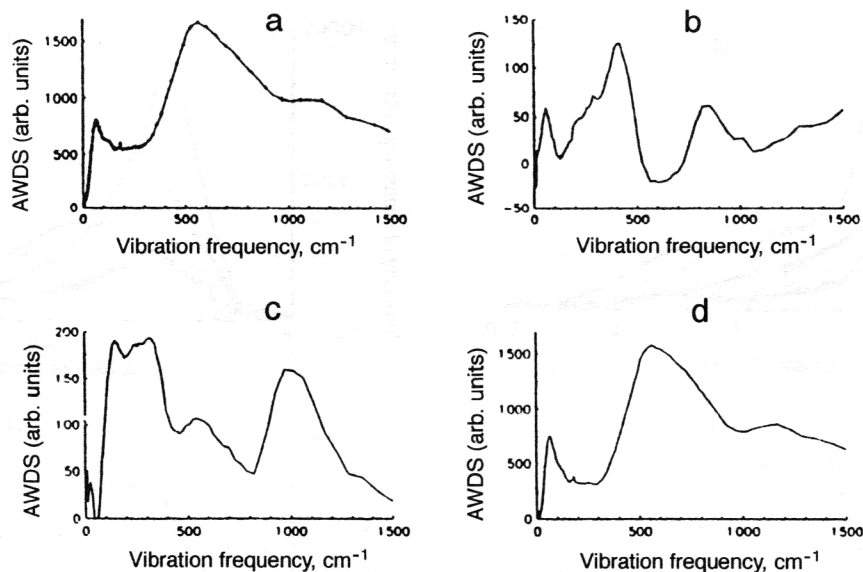 a
AWDS (arb. units)
1500
1000
500
0
0 500 1000 1500
Vibration frequency, cm⁻¹
b
AWDS (arb. units)
150
100
50
0
−50
0 500 1000 1500
Vibration frequency, cm⁻¹
c
AWDS (arb. units)
200
150
100
50
0
0 500 1000 1500
Vibration frequency, cm⁻¹
d
AWDS (arb. units)
1500
1000
500
0
0 500 1000 1500
Vibration frequency, cm⁻¹